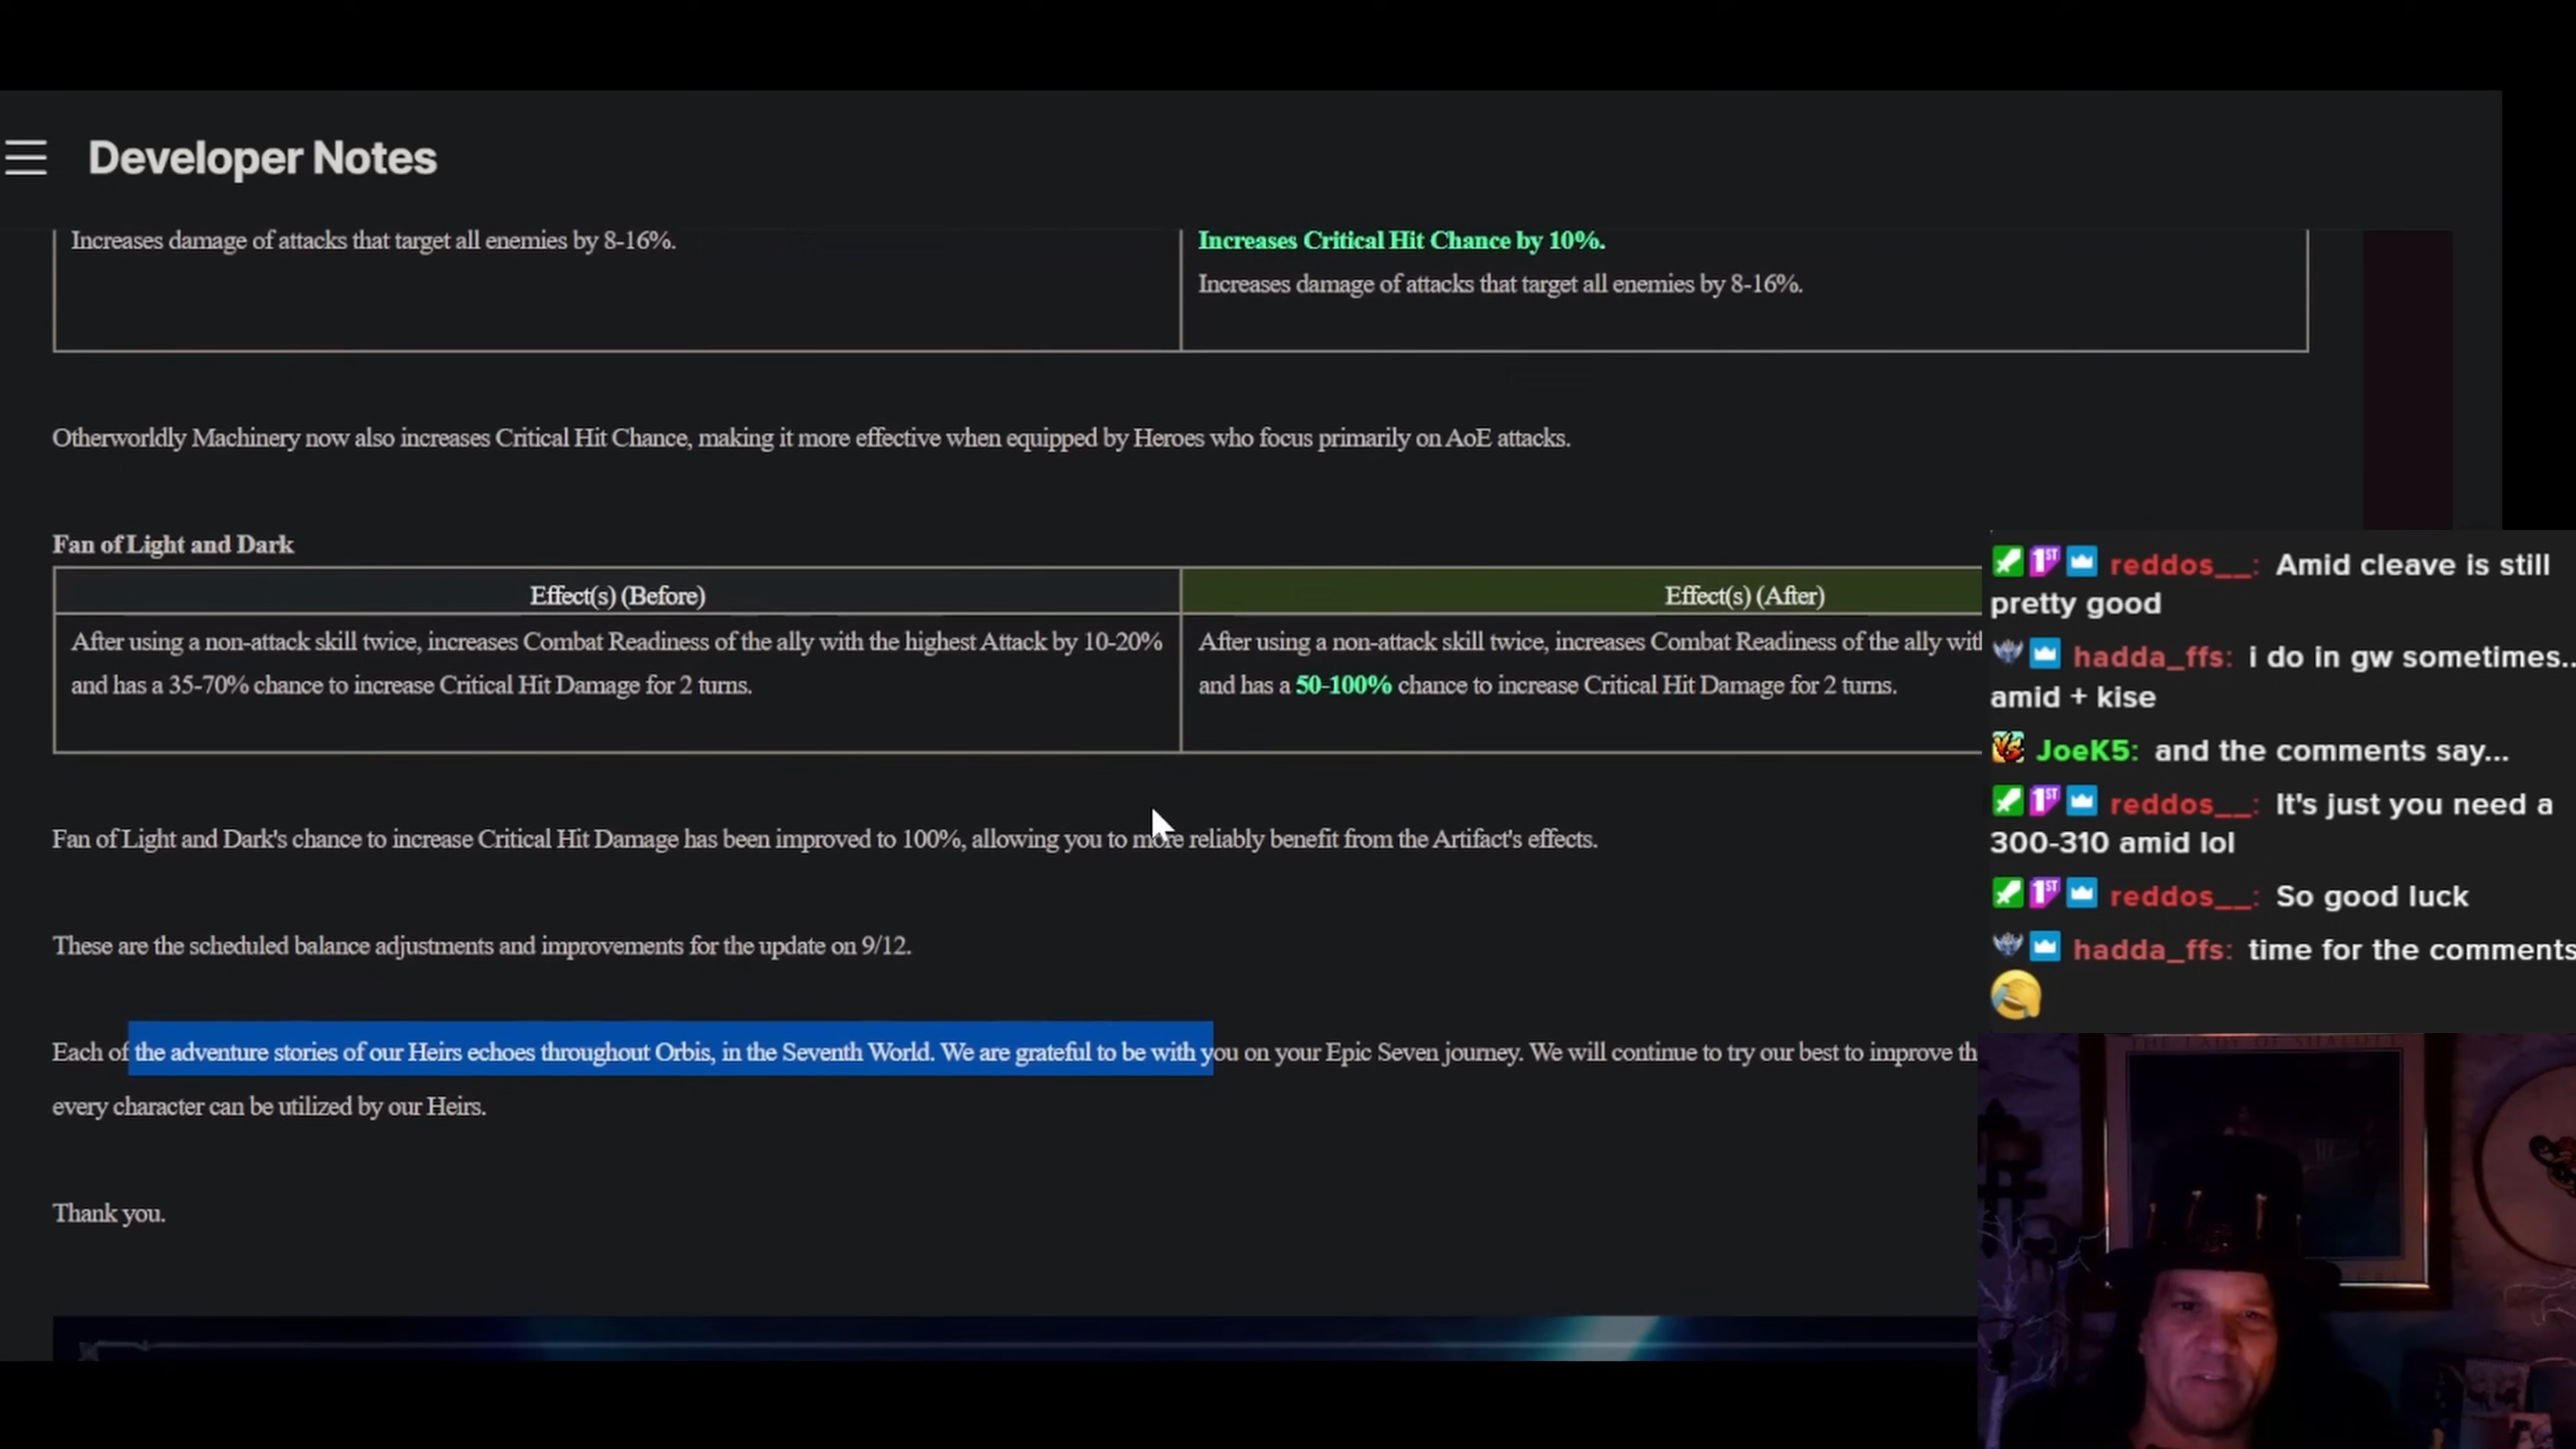 Developer Notes
Increases damage of attacks that target all enemies by 8-16%.
Increases Critical Hit Chance by 10%.
Increases damage of attacks that target all enemies by 8-16%.
Otherworldly Machinery now also increases Critical Hit Chance, making it more effective when equipped by Heroes who focus primarily on AoE attacks.
Fan of Light and Dark
Effect(s) (Before)
Effect(s) (After)
After using a non-attack skill twice, increases Combat Readiness of the ally with the highest Attack by 10-20%
and has a 35-70% chance to increase Critical Hit Damage for 2 turns.
After using a non-attack skill twice, increases Combat Readiness of the ally
and has a 50-100% chance to increase Critical Hit Damage for 2 turns.
Fan of Light and Dark's chance to increase Critical Hit Damage has been improved to 100%, allowing you to more reliably benefit from the Artifact's effects.
These are the scheduled balance adjustments and improvements for the update on 9/12.
Each of the adventure stories of our Heirs echoes throughout Orbis, in the Seventh World. We are grateful to be with you on your Epic Seven journey. We will continue to try our best to improve
every character can be utilized by our Heirs.
Thank you.
1ST reddos__: Amid cleave is still
pretty good
hadda_ffs: i do in gw sometimes..
amid + kise
VS JoeK5: and the comments say...
1ST reddos__: It's just you need a
300-310 amid lol
1ST reddos__: So good luck
hadda_ffs: time for the comments
THE LADY OF SHALOTT